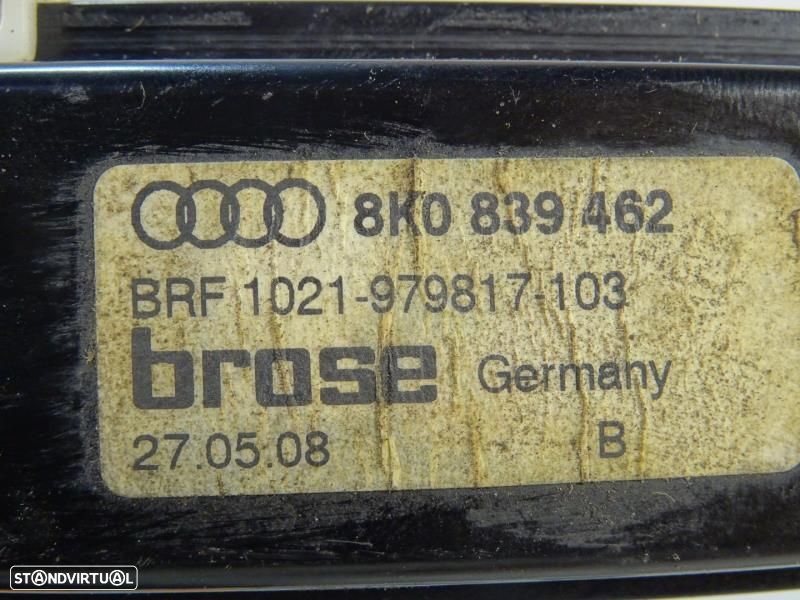 8K0 839 462
BRF 1021-979817-103
brose Germany
27.05.08 B
STANDVIRTUAL